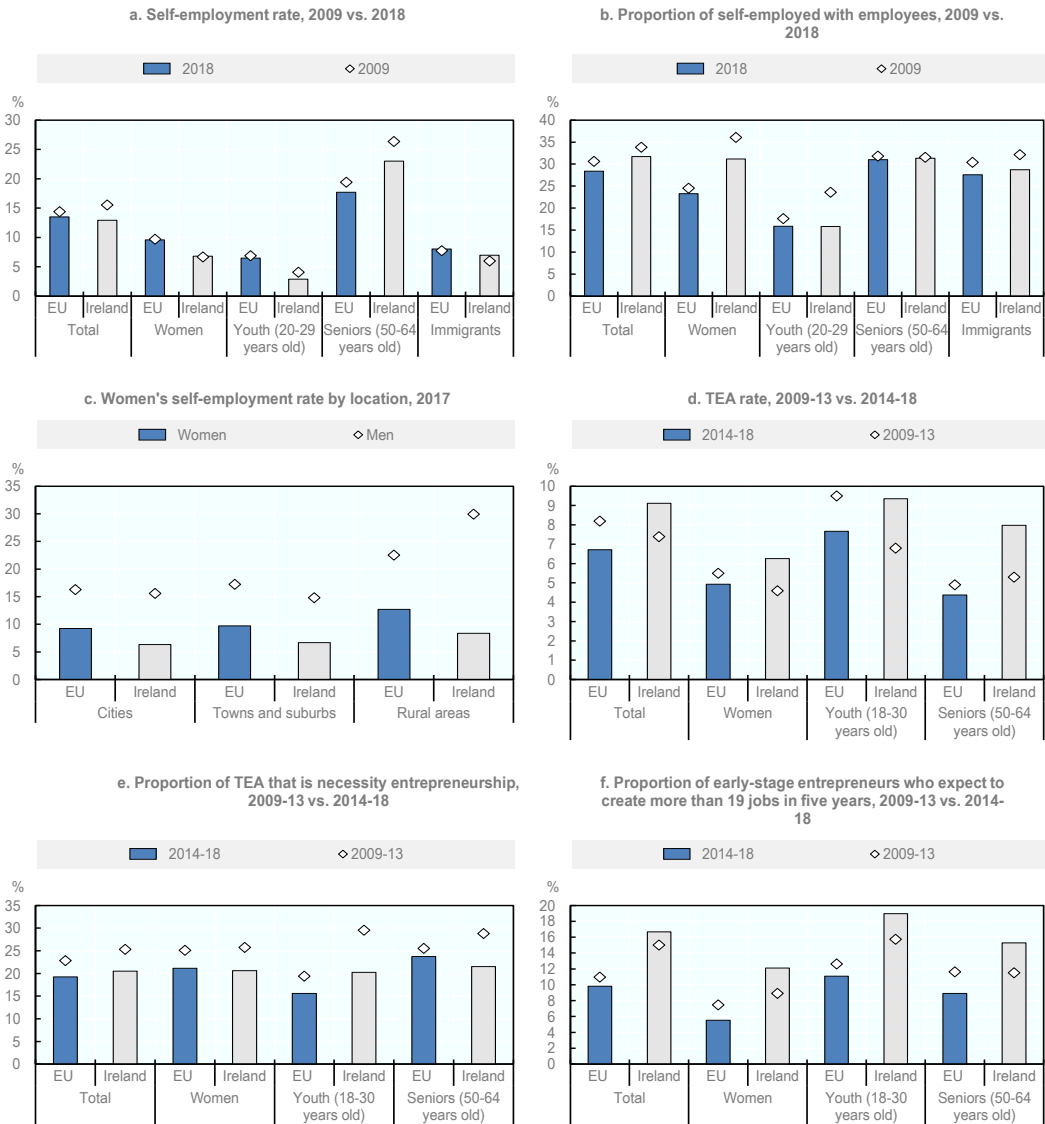 a. Self-employment rate, 2009 vs. 2018
2018
2009
%
30
25
20
15
10
5
0
EU Ireland EU Ireland EU Ireland EU Ireland EU Ireland
Total Women Youth (20-29 Seniors (50-64 Immigrants
years old) years old)
b. Proportion of self-employed with employees, 2009 vs.
2018
2018
2009
%
40
35
30
25
20
15
10
5
0
EU Ireland EU Ireland EU Ireland EU Ireland EU Ireland
Total Women Youth (20-29 Seniors (50-64 Immigrants
years old) years old)
c. Women's self-employment rate by location, 2017
Women
Men
%
35
30
25
20
15
10
5
0
EU Ireland EU Ireland EU Ireland
Cities Towns and suburbs Rural areas
d. TEA rate, 2009-13 vs. 2014-18
2014-18
2009-13
%
10
9
8
7
6
5
4
3
2
1
0
EU Ireland EU Ireland EU Ireland EU Ireland
Total Women Youth (18-30 Seniors (50-64
years old) years old)
e. Proportion of TEA that is necessity entrepreneurship,
2009-13 vs. 2014-18
2014-18
2009-13
%
35
30
25
20
15
10
5
0
EU Ireland EU Ireland EU Ireland EU Ireland
Total Women Youth (18-30 Seniors (50-64
years old) years old)
f. Proportion of early-stage entrepreneurs who expect to
create more than 19 jobs in five years, 2009-13 vs. 2014-
18
2014-18
2009-13
%
20
18
16
14
12
10
8
6
4
2
0
EU Ireland EU Ireland EU Ireland EU Ireland
Total Women Youth (18-30 Seniors (50-64
years old) years old)